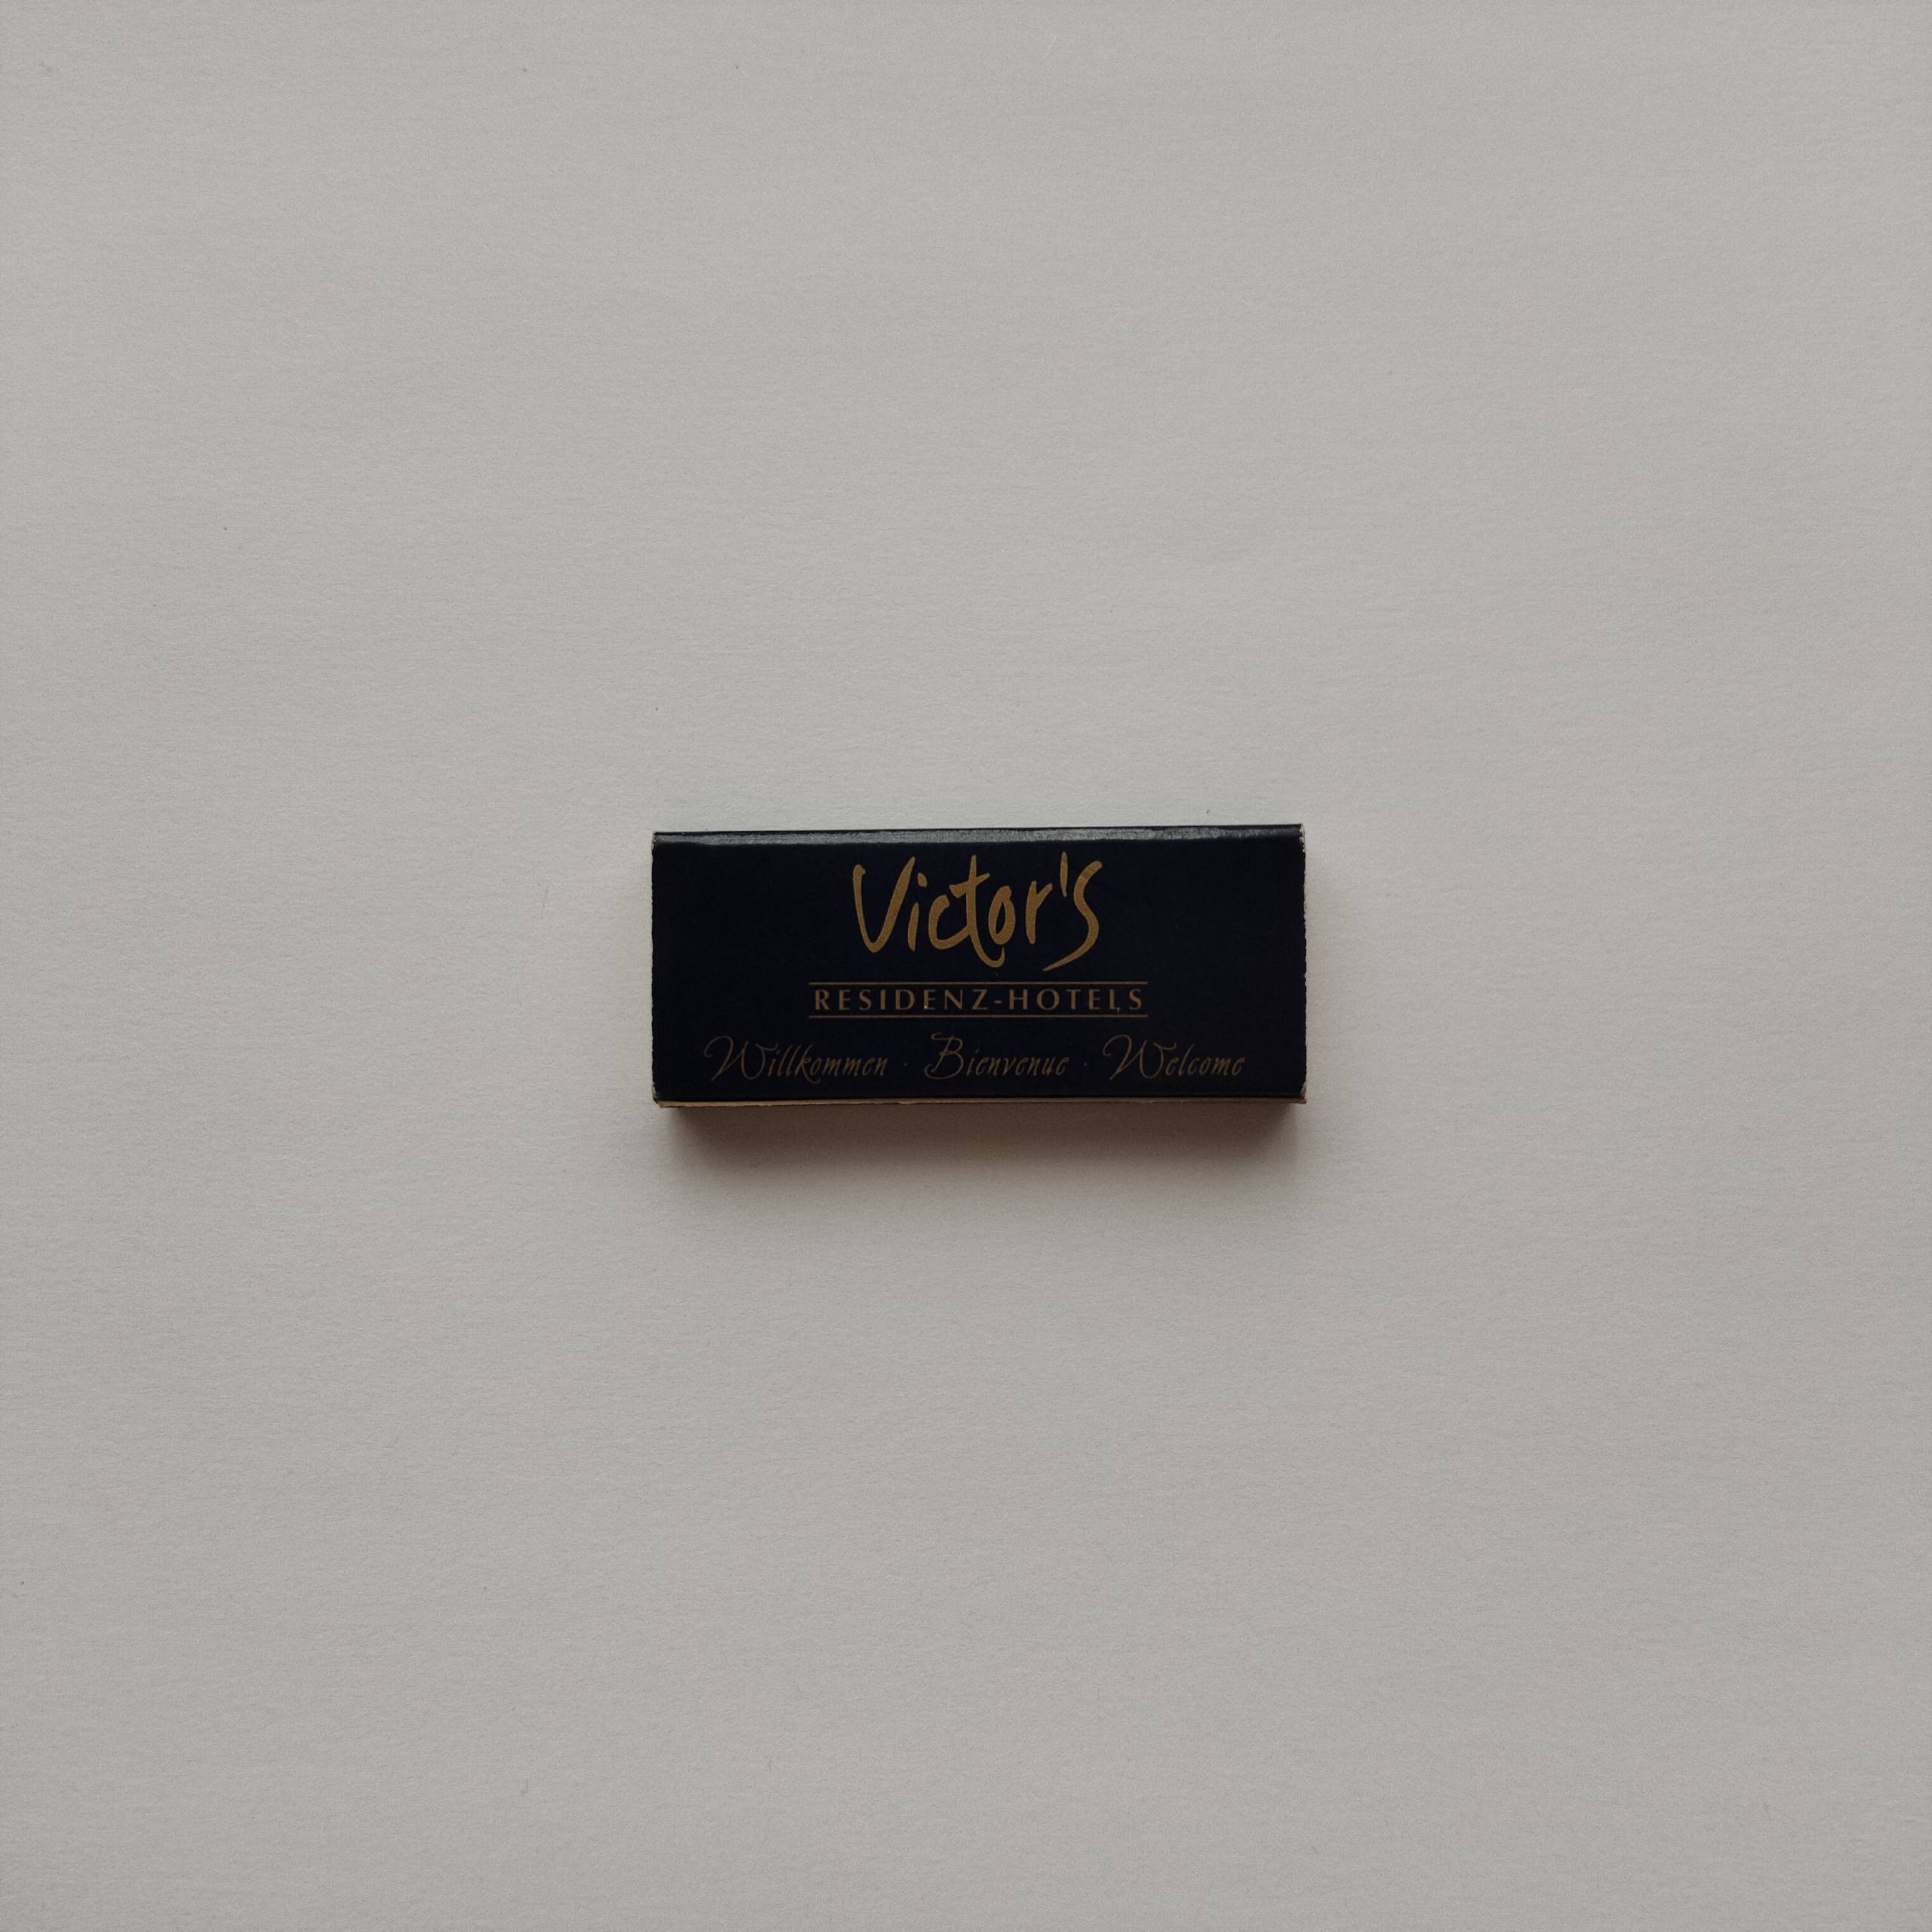 Victor's
RESIDENZ-HOTELS
Willkommen · Bienvenue · Welcome